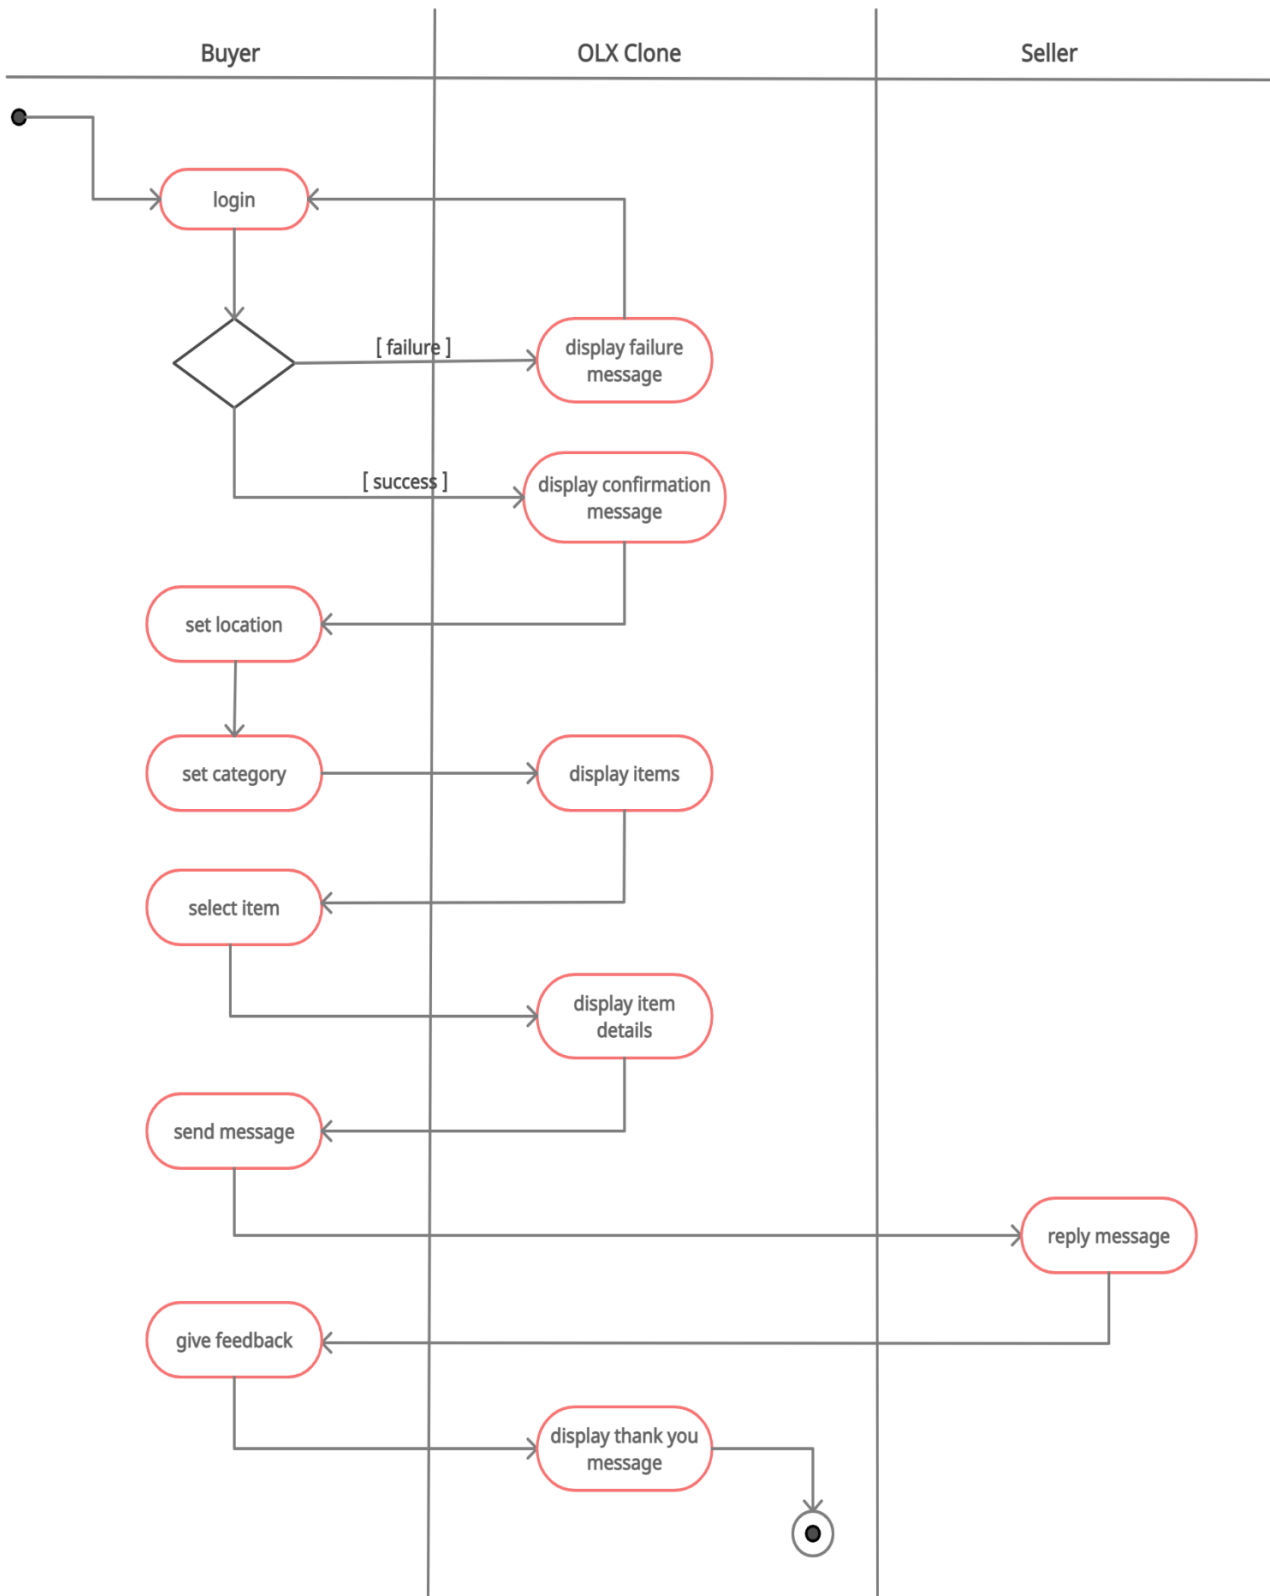 Buyer
OLX Clone
Seller
login
[ failure ]
display failure
message
[ success ]
display confirmation
message
set location
set category
display items
select item
display item
details
send message
reply message
give feedback
display thank you
message